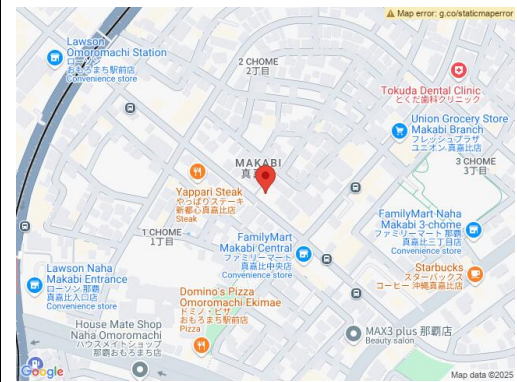 Map error: g.co/staticmaperror
Lawson
Omoromachi Station
ローソン
おもろまち駅前店
Convenience store
2 CHOME
2丁目
Tokuda Dental Clinic
とくだ歯科クリニック
Union Grocery Store
Makabi Branch
フレッシュプラザ
ユニオン 真嘉比店
3 CHOME
3丁目
MAKABI
真嘉
Yappari Steak
やっぱりステーキ
新都心真嘉比店
Steak
1 CHOME
1丁目
FamilyMart
Makabi Central
ファミリーマート
真嘉比中央店
Convenience store
FamilyMart Naha
Makabi 3-chome
ファミリーマート 那覇
真嘉比三丁目店
Convenience store
Lawson Naha
Makabi Entrance
ローソン 那覇
真嘉比入口店
Convenience store
Starbucks
スターバックス
コーヒー 沖縄真嘉比店
Domino's Pizza
Omoromachi Ekimae
ドミノ・ピザ
おもろまち駅前店
Pizza
House Mate Shop
Naha Omoromachi
ハウスメイトショップ
那覇おもろまち店
MAX3 plus 那覇店
Beauty salon
Google
Map data ©2025